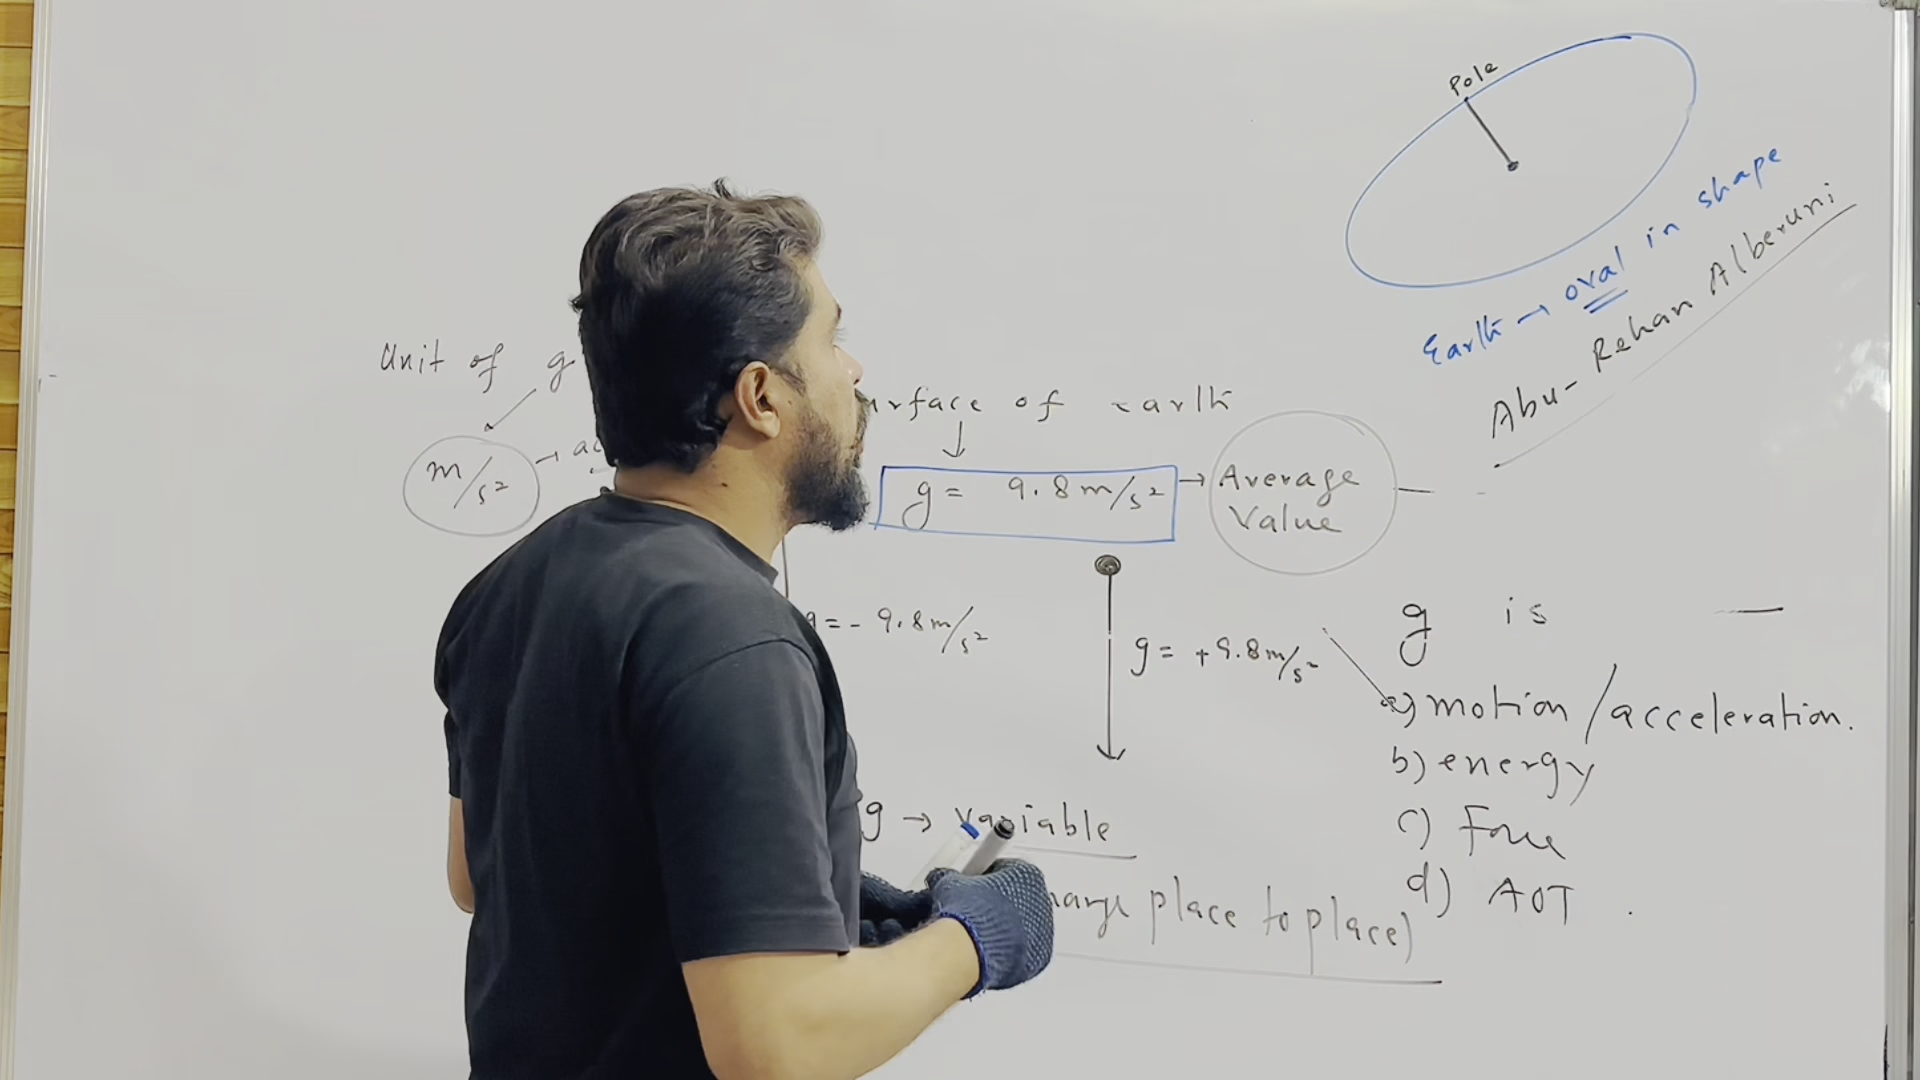 Pole
Earth → oval in shape
Abu-Rehan Alberuni
Unit of g
m/s²
→
of earth
↓
g = 9.8 m/s² → Average Value
= - 9.8 m/s²
g = +9.8 m/s²
g → variable
place to place)
g is —
a) motion / acceleration.
b) energy
c) Force
d) AOT.